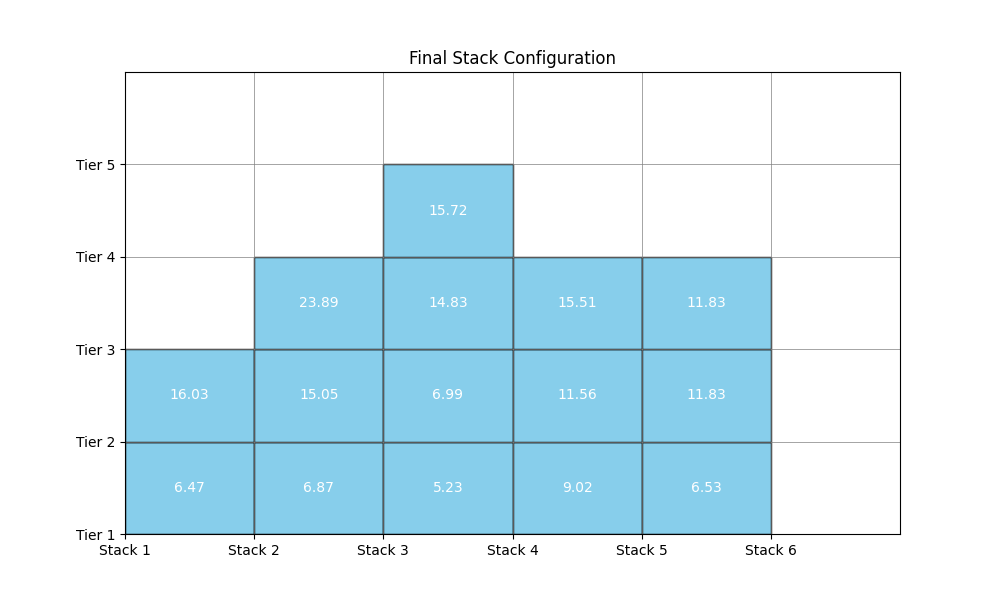 Final Stack Configuration
Tier 5
15.72
Tier 4
23.89 14.83 15.51 11.83
Tier 3
16.03 15.05 6.99 11.56 11.83
Tier 2
6.47 6.87 5.23 9.02 6.53
Tier 1
Stack 1 Stack 2 Stack 3 Stack 4 Stack 5 Stack 6